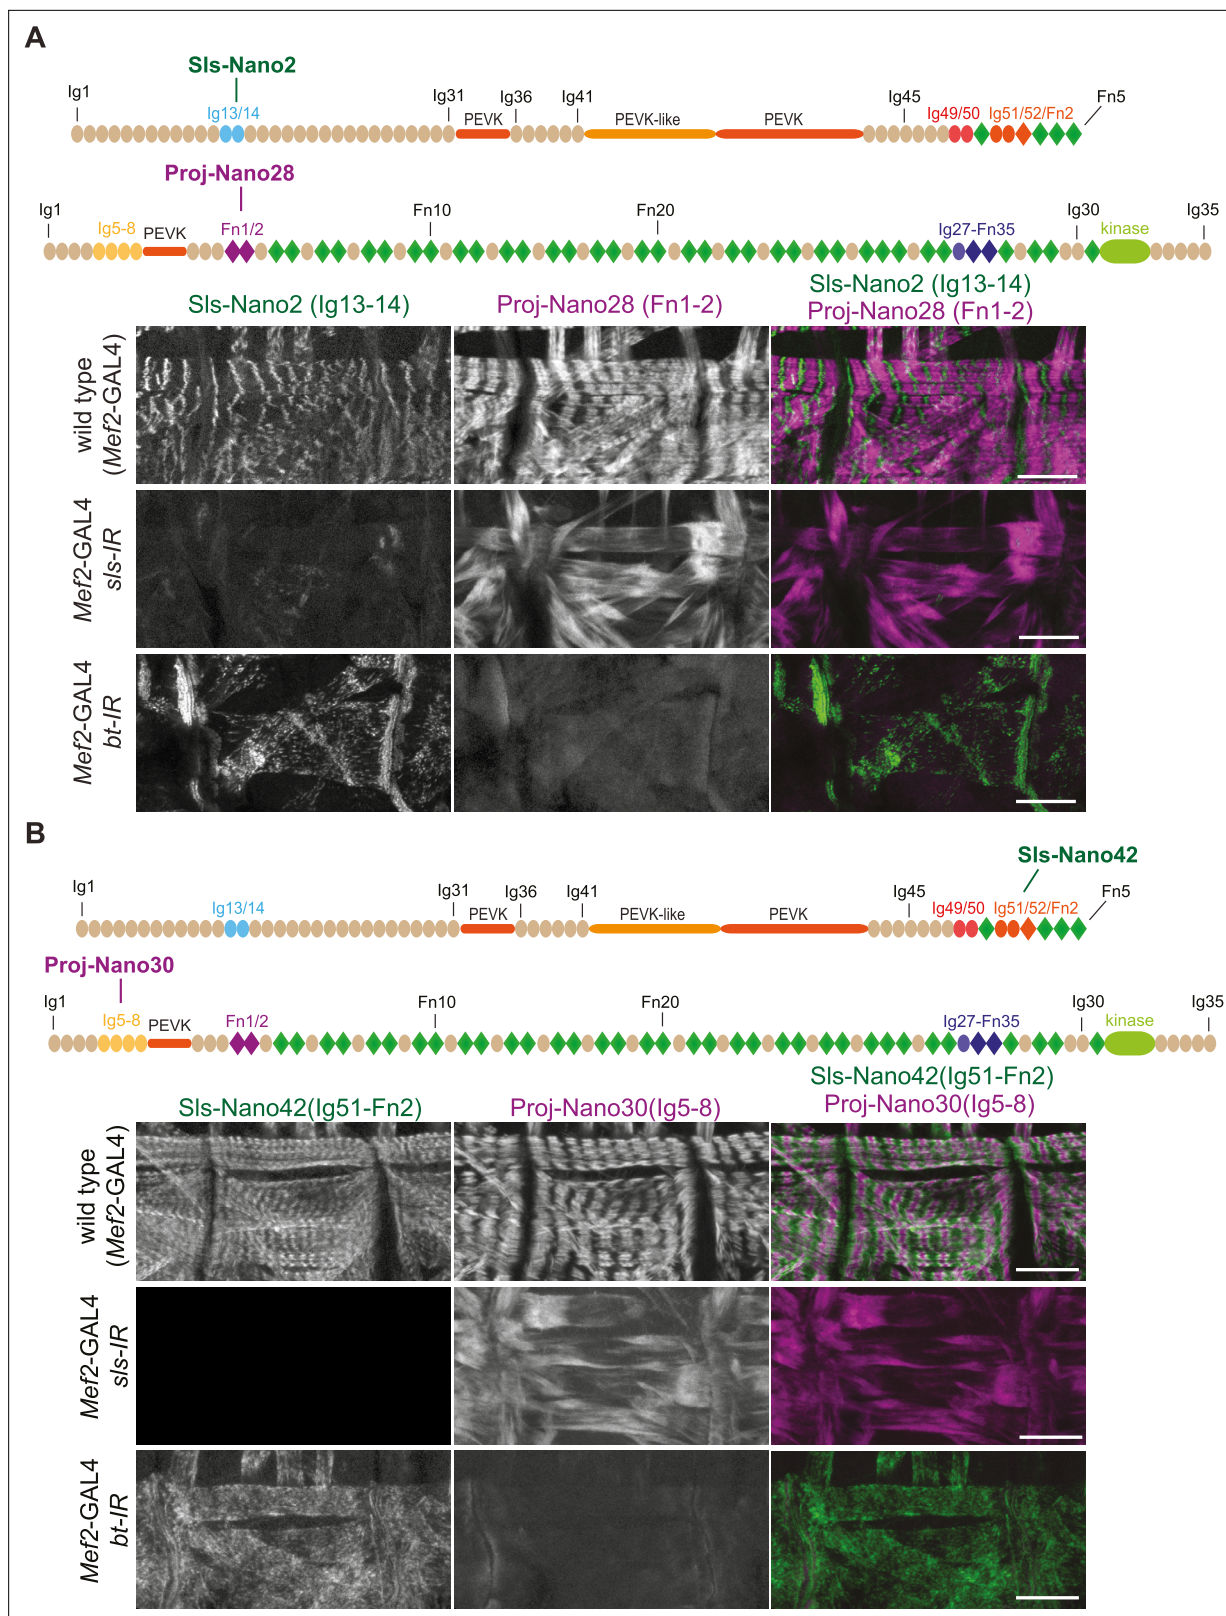 A
Sls-Nano2
Ig1
Ig13/14
Ig31
PEVK
Ig36
Ig41
PEVK-like
PEVK
Ig45
Ig49/50
Ig51/52/Fn2
Fn5
Proj-Nano28
Ig1
Ig5-8
PEVK
Fn1/2
Fn10
Fn20
Ig27-Fn35
Ig30
kinase
Ig35
Sls-Nano2 (Ig13-14)
Proj-Nano28 (Fn1-2)
Sls-Nano2 (Ig13-14)
Proj-Nano28 (Fn1-2)
wild type
(Mef2-GAL4)
Mef2-GAL4
sls-IR
Mef2-GAL4
bt-IR
B
Sls-Nano42
Ig1
Ig13/14
Ig31
PEVK
Ig36
Ig41
PEVK-like
PEVK
Ig45
Ig49/50
Ig51/52/Fn2
Fn5
Proj-Nano30
Ig1
Ig5-8
PEVK
Fn1/2
Fn10
Fn20
Ig27-Fn35
Ig30
kinase
Ig35
Sls-Nano42(Ig51-Fn2)
Proj-Nano30(Ig5-8)
Sls-Nano42(Ig51-Fn2)
Proj-Nano30(Ig5-8)
wild type
(Mef2-GAL4)
Mef2-GAL4
sls-IR
Mef2-GAL4
bt-IR